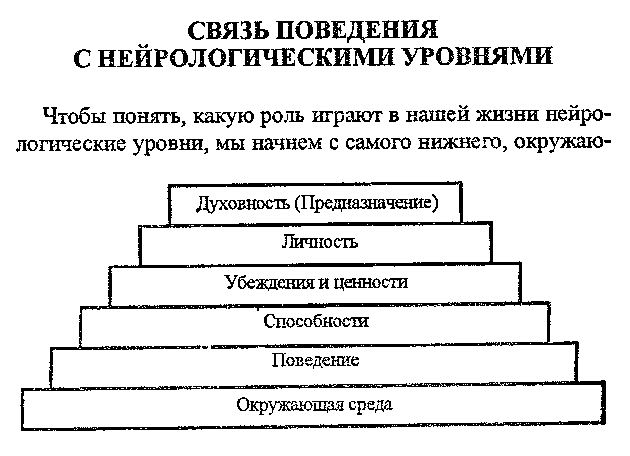 СВЯЗЬ ПОВЕДЕНИЯ
С НЕЙРОЛОГИЧЕСКИМИ УРОВНЯМИ
Чтобы понять, какую роль играют в нашей жизни нейро-
логические уровни, мы начнем с самого нижнего, окружаю-
Духовность (Предназначение)
Личность
Убеждения и ценности
Способности
Поведение
Окружающая среда